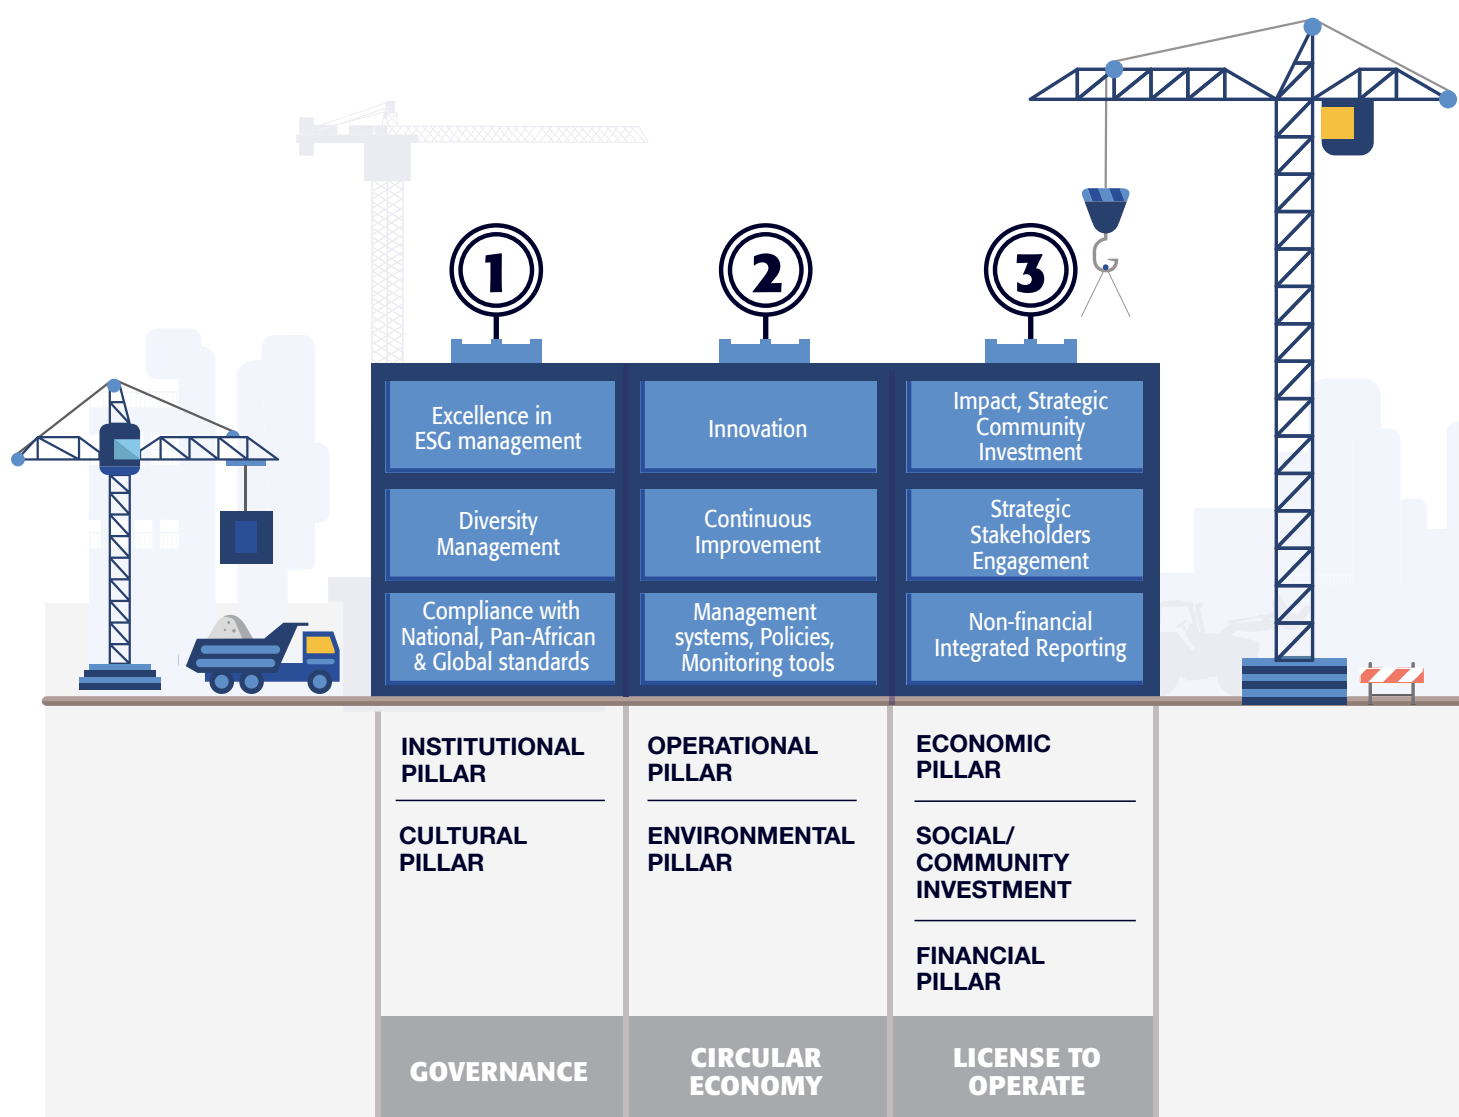 1
2
3
Excellence in
ESG management
Innovation
Impact, Strategic
Community
Investment
Diversity
Management
Continuous
Improvement
Strategic
Stakeholders
Engagement
Compliance with
National, Pan-African
& Global standards
Management
systems, Policies,
Monitoring tools
Non-financial
Integrated Reporting
INSTITUTIONAL
PILLAR
CULTURAL
PILLAR
OPERATIONAL
PILLAR
ENVIRONMENTAL
PILLAR
ECONOMIC
PILLAR
SOCIAL/
COMMUNITY
INVESTMENT
FINANCIAL
PILLAR
GOVERNANCE
CIRCULAR
ECONOMY
LICENSE TO
OPERATE